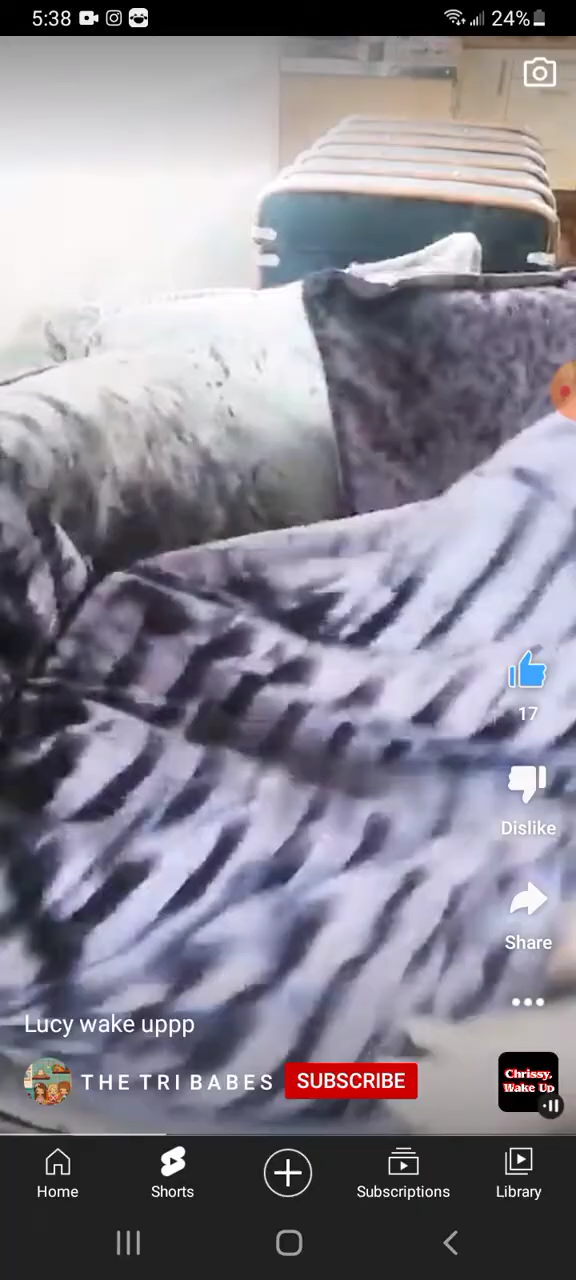 5:38
24%
17
Dislike
Share
Lucy wake uppp
THE TRI BABES
SUBSCRIBE
Chrissy,
Wake Up
Home
Shorts
Subscriptions
Library